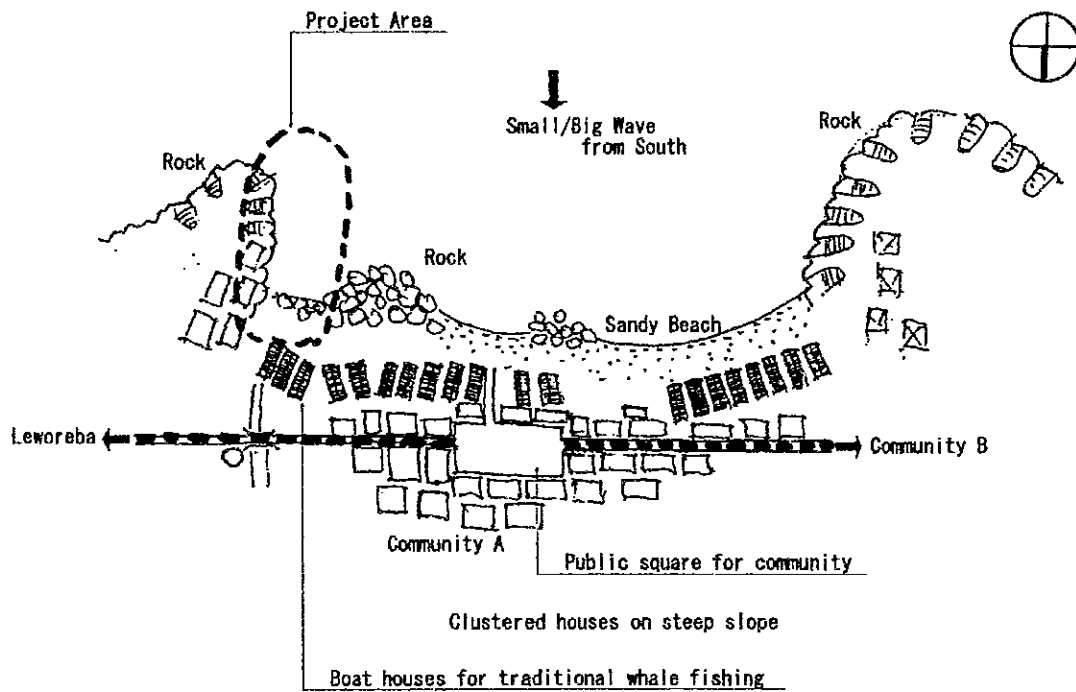 Project Area
Small/Big Wave
from South
Rock
Rock
Rock
Sandy Beach
Leworeba
Community B
Community A
Public square for community
Clustered houses on steep slope
Boat houses for traditional whale fishing